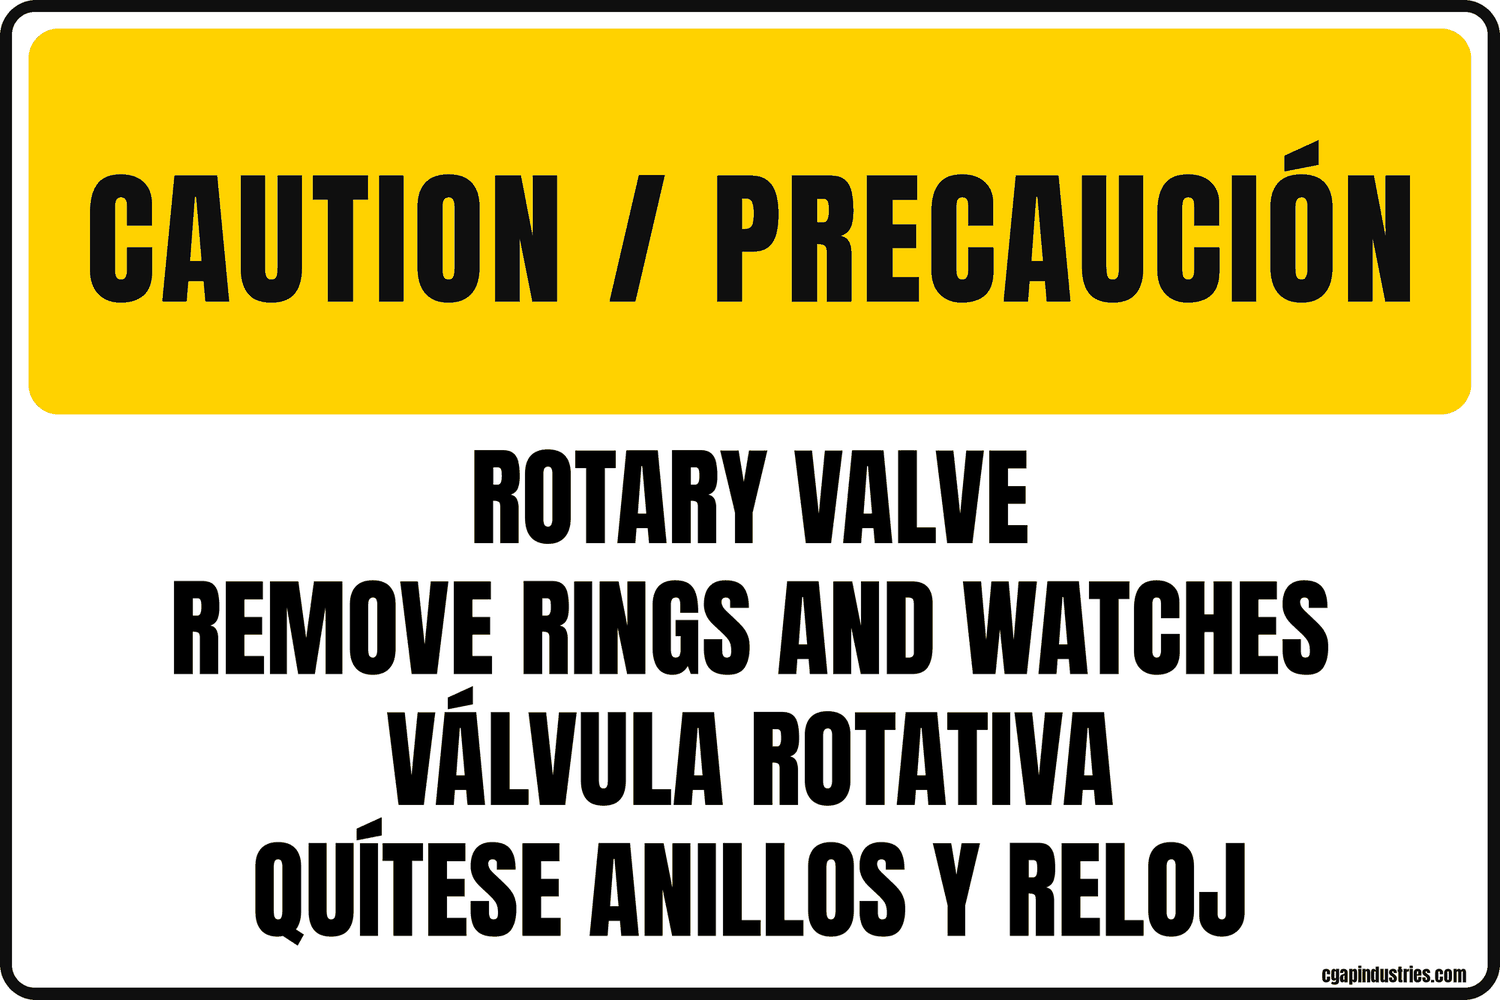 CAUTION / PRECAUCIÓN
ROTARY VALVE
REMOVE RINGS AND WATCHES
VÁLVULA ROTATIVA
QUÍTESE ANILLOS Y RELOJ
cgapindustries.com